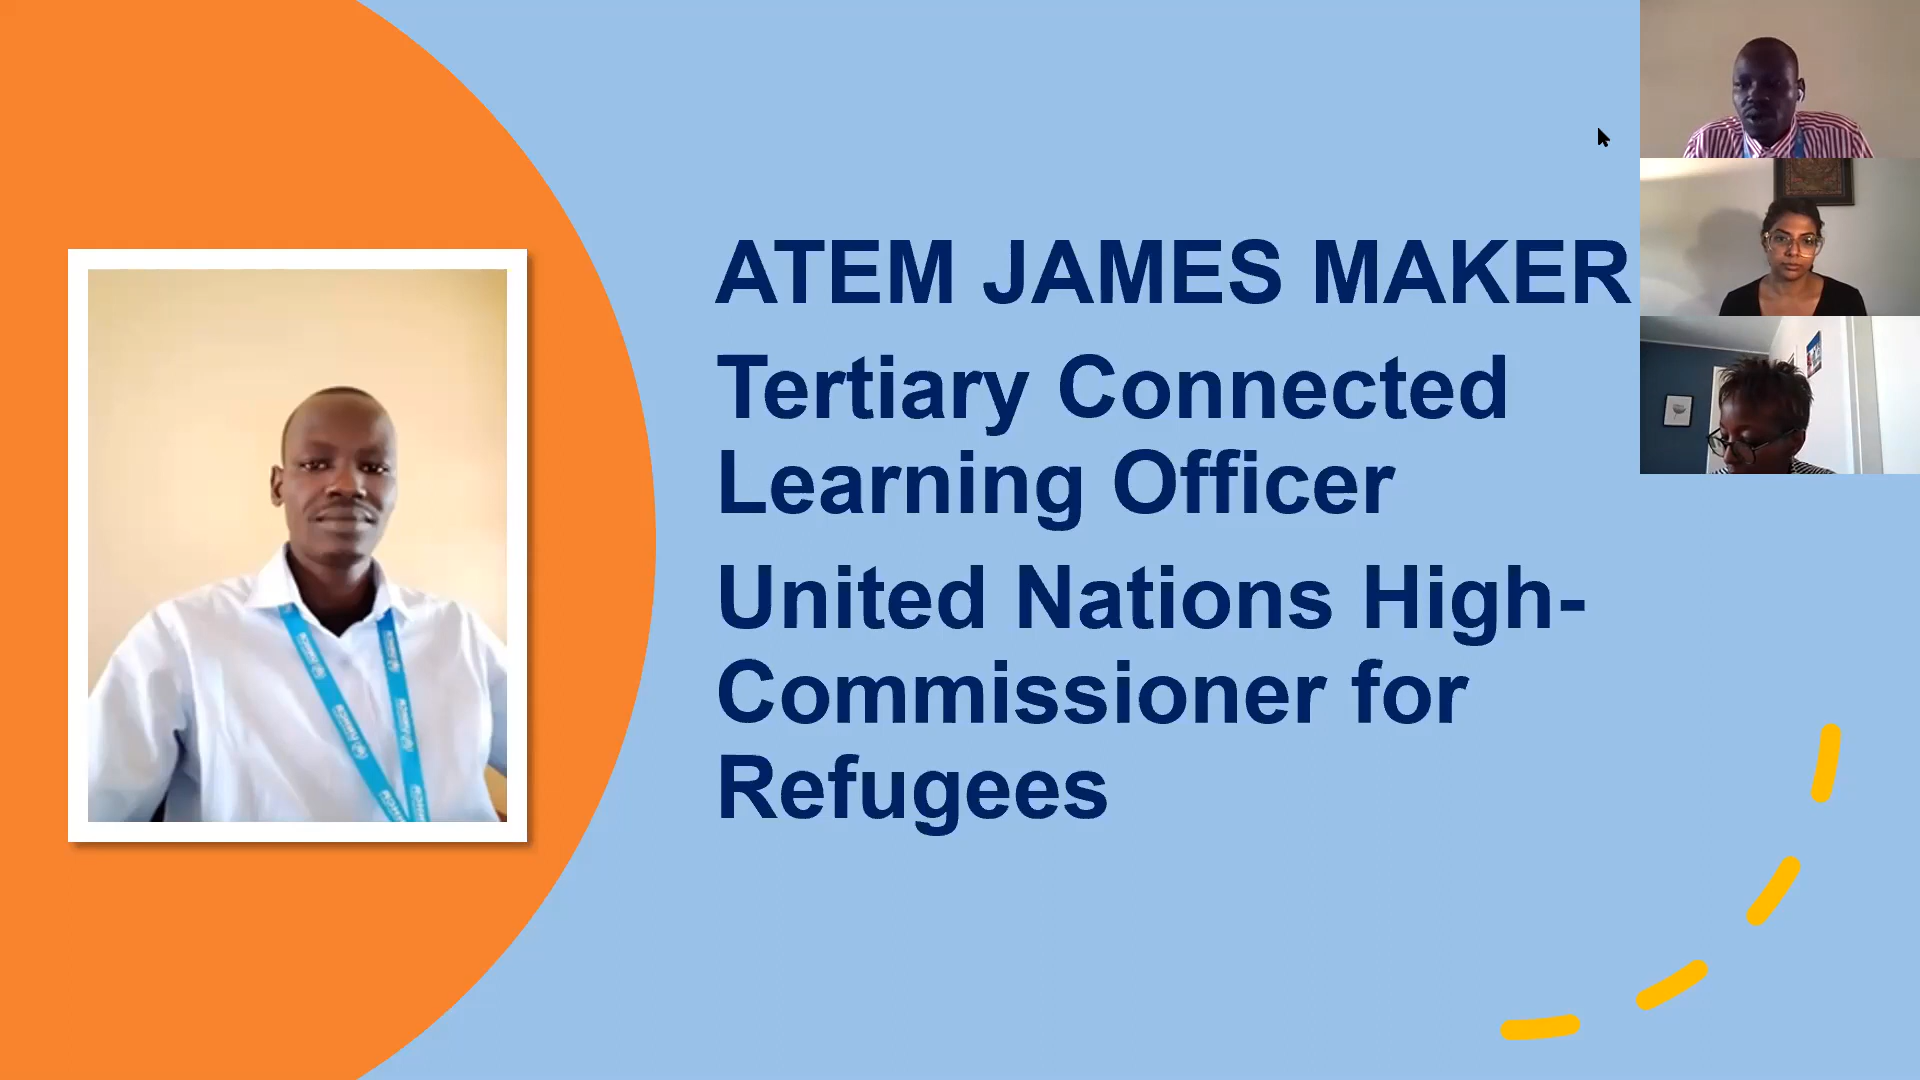 ATEM JAMES MAKER
Tertiary Connected
Learning Officer
United Nations High-
Commissioner for
Refugees